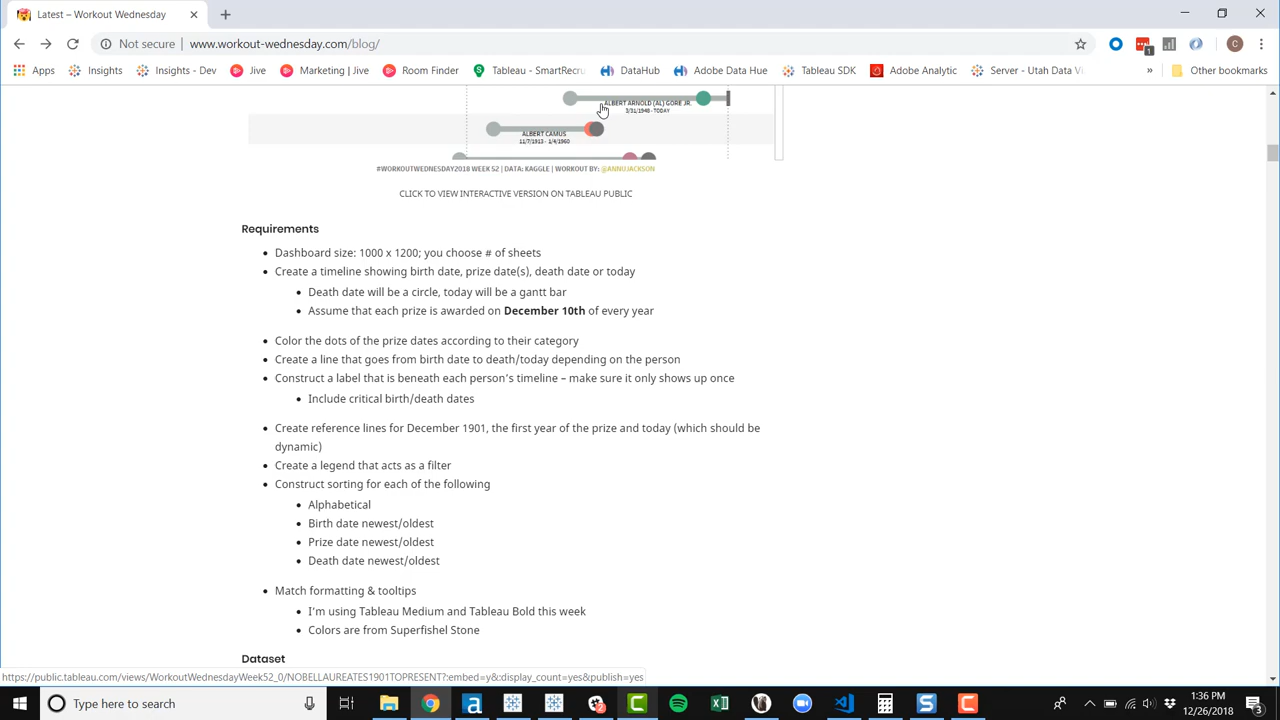 Latest – Workout Wednesday
Not secure
www.workout-wednesday.com/blog/
1
C
Apps
Insights
Insights - Dev
Jive
Marketing | Jive
Room Finder
Tableau - SmartRecru
DataHub
Adobe Data Hue
Tableau SDK
Adobe Analytic
Server - Utah Data Vi
»
Other bookmarks
ALBERT ARNOLD (AL) GORE JR.
3/31/1948 - TODAY
ALBERT CAMUS
11/7/1913 - 1/4/1960
#WORKOUTWEDNESDAY2018 WEEK 52 | DATA: KAGGLE | WORKOUT BY: @ANNUJACKSON
CLICK TO VIEW INTERACTIVE VERSION ON TABLEAU PUBLIC
Requirements
Dashboard size: 1000 x 1200; you choose # of sheets
Create a timeline showing birth date, prize date(s), death date or today
Death date will be a circle, today will be a gantt bar
Assume that each prize is awarded on December 10th of every year
Color the dots of the prize dates according to their category
Create a line that goes from birth date to death/today depending on the person
Construct a label that is beneath each person's timeline – make sure it only shows up once
Include critical birth/death dates
Create reference lines for December 1901, the first year of the prize and today (which should be
dynamic)
Create a legend that acts as a filter
Construct sorting for each of the following
Alphabetical
Birth date newest/oldest
Prize date newest/oldest
Death date newest/oldest
Match formatting & tooltips
I'm using Tableau Medium and Tableau Bold this week
Colors are from Superfishel Stone
Dataset
https://public.tableau.com/views/WorkoutWednesdayWeek52_0/NOBELLAUREATES1901TOPRESENT?:embed=y&:display_count=yes&publish=yes
Type here to search
1:36 PM
12/26/2018
3